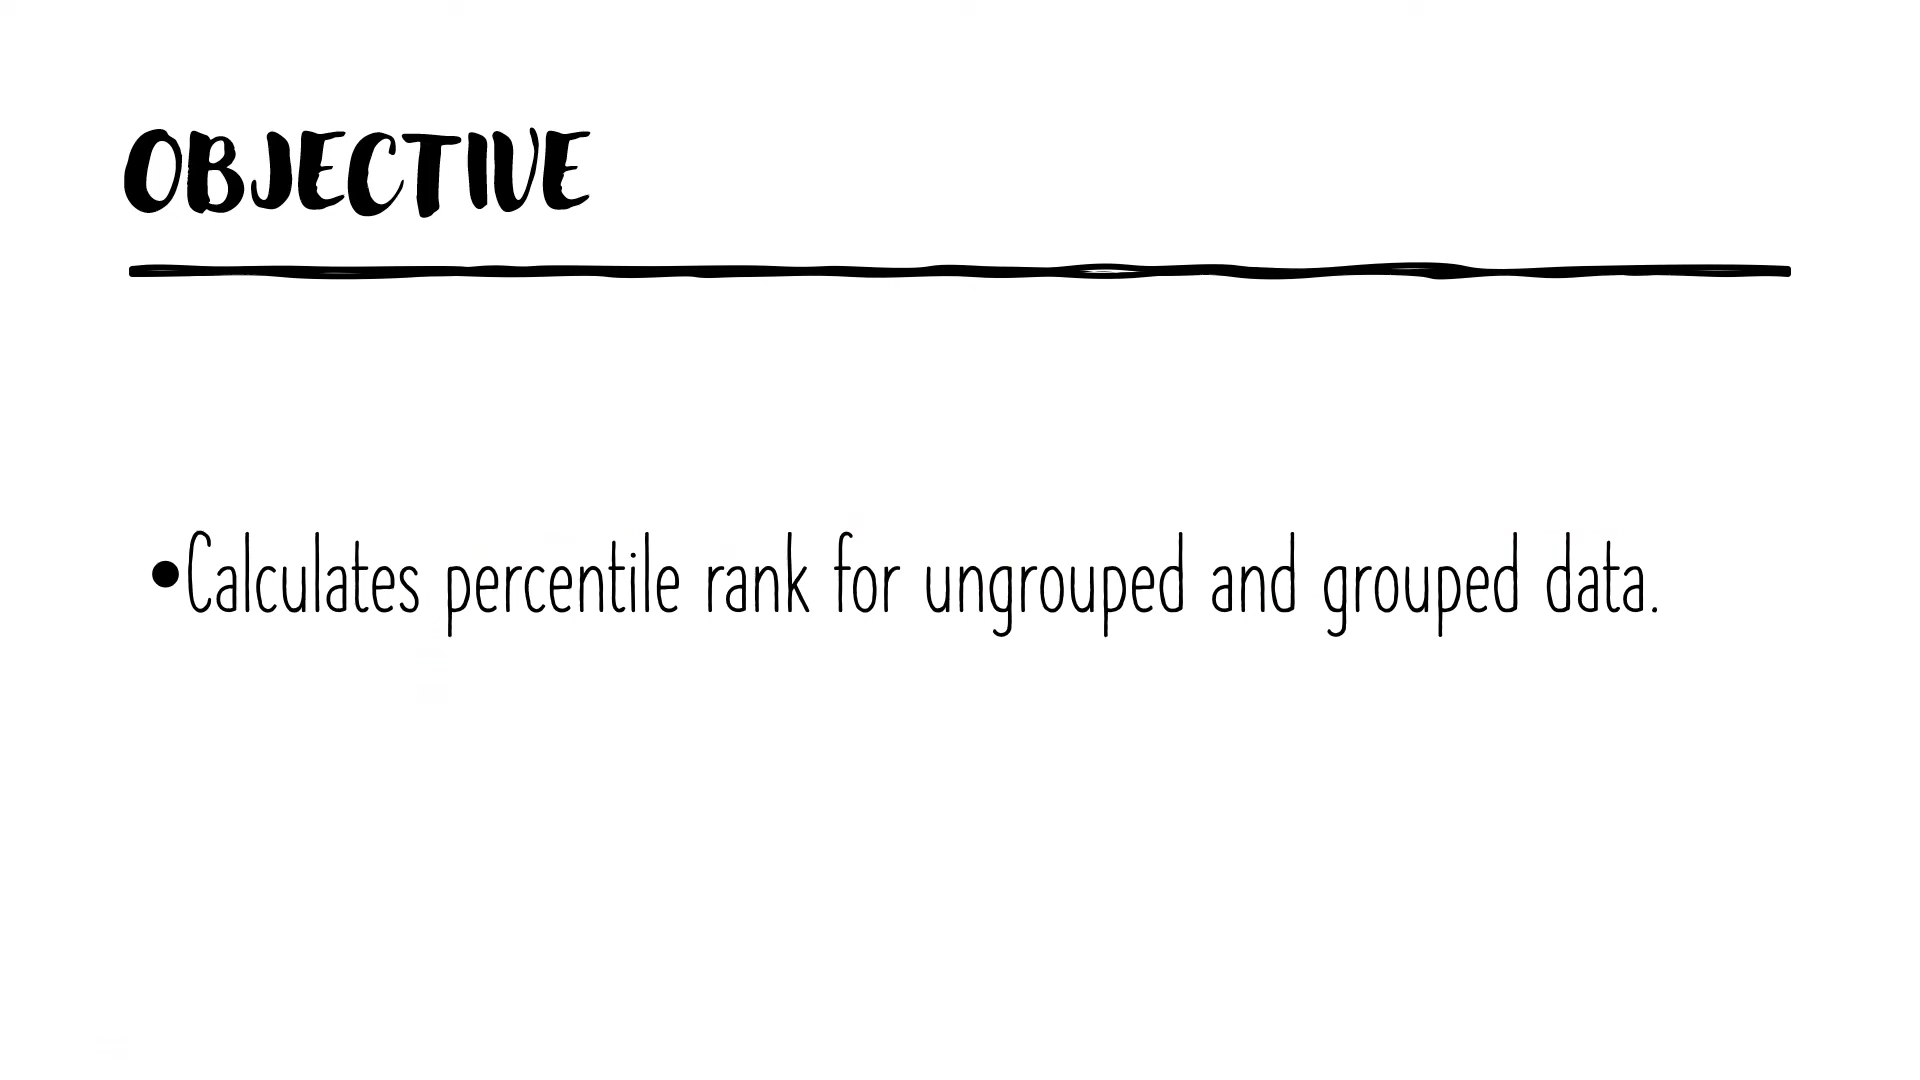 OBJECTIVE
•Calculates percentile rank for ungrouped and grouped data.